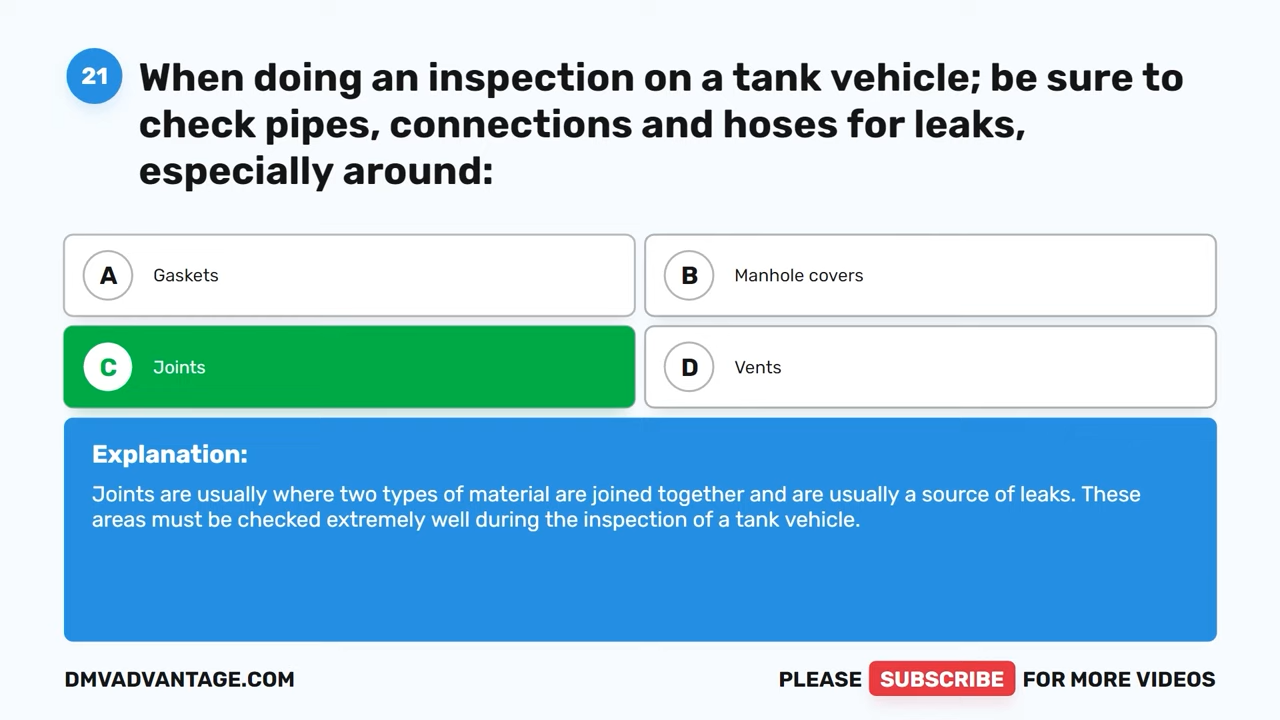 21
When doing an inspection on a tank vehicle; be sure to
check pipes, connections and hoses for leaks,
especially around:
A Gaskets
B Manhole covers
C Joints
D Vents
Explanation:
Joints are usually where two types of material are joined together and are usually a source of leaks. These
areas must be checked extremely well during the inspection of a tank vehicle.
DMVADVANTAGE.COM
PLEASE SUBSCRIBE FOR MORE VIDEOS